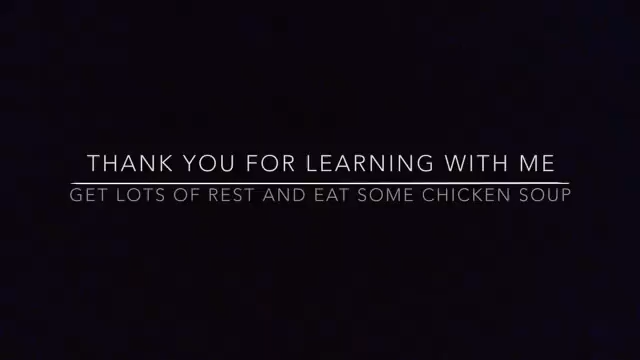 THANK YOU FOR LEARNING WITH ME
GET LOTS OF REST AND EAT SOME CHICKEN SOUP